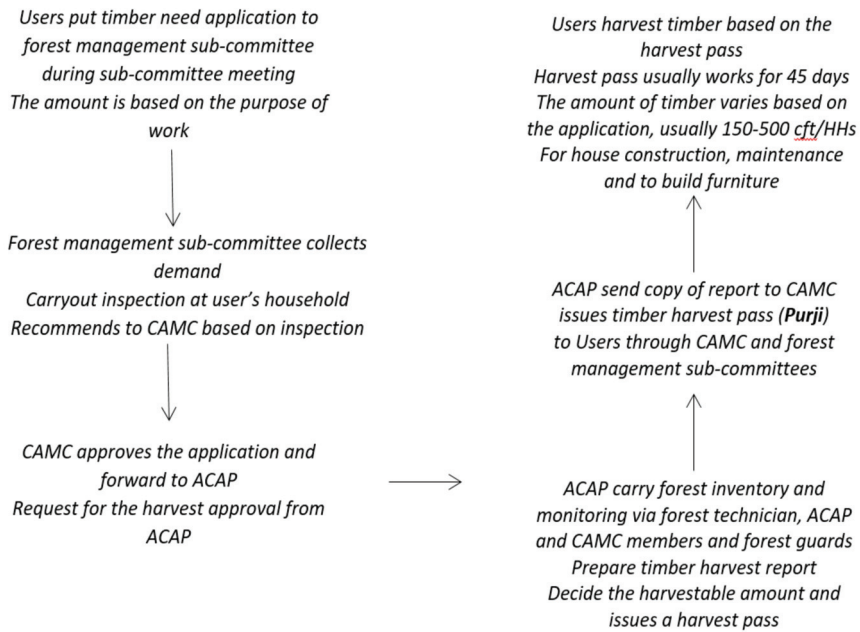 Users put timber need application to
forest management sub-committee
during sub-committee meeting
The amount is based on the purpose of
work
Forest management sub-committee collects
demand
Carryout inspection at user's household
Recommends to CAMC based on inspection
CAMC approves the application and
forward to ACAP
Request for the harvest approval from
ACAP
ACAP carry forest inventory and
monitoring via forest technician, ACAP
and CAMC members and forest guards
Prepare timber harvest report
Decide the harvestable amount and
issues a harvest pass
ACAP send copy of report to CAMC
issues timber harvest pass (Purji)
to Users through CAMC and forest
management sub-committees
Users harvest timber based on the
harvest pass
Harvest pass usually works for 45 days
The amount of timber varies based on
the application, usually 150-500 cft/HHs
For house construction, maintenance
and to build furniture